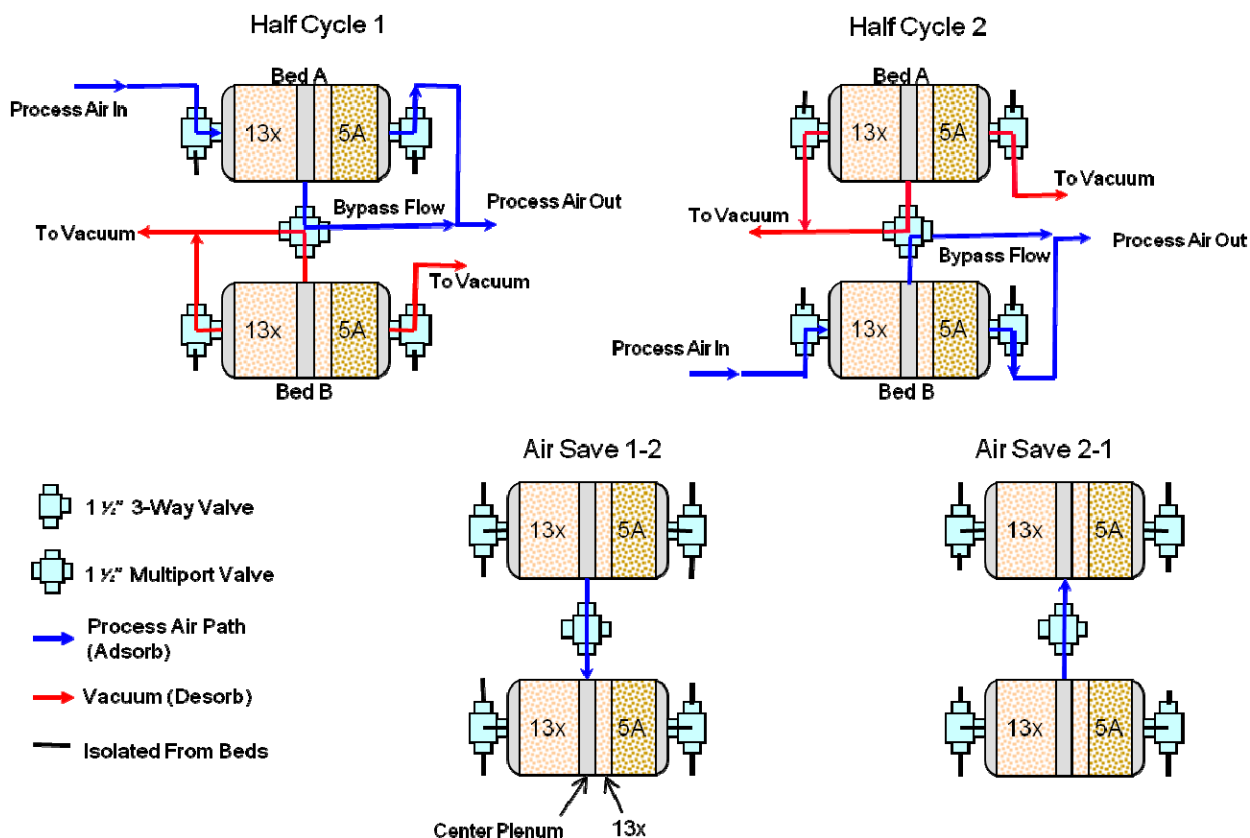 Half Cycle 1
Bed A
Process Air In
13x
5A
Bypass Flow
Process Air Out
To Vacuum
To Vacuum
13x
5A
Bed B
Half Cycle 2
Bed A
13x
5A
To Vacuum
To Vacuum
Process Air Out
Bypass Flow
13x
5A
Process Air In
Bed B
1 ½" 3-Way Valve
1 ½" Multiport Valve
Process Air Path
(Adsorb)
Vacuum (Desorb)
Isolated From Beds
Air Save 1-2
13x
5A
13x
5A
Center Plenum
13x
Air Save 2-1
13x
5A
13x
5A